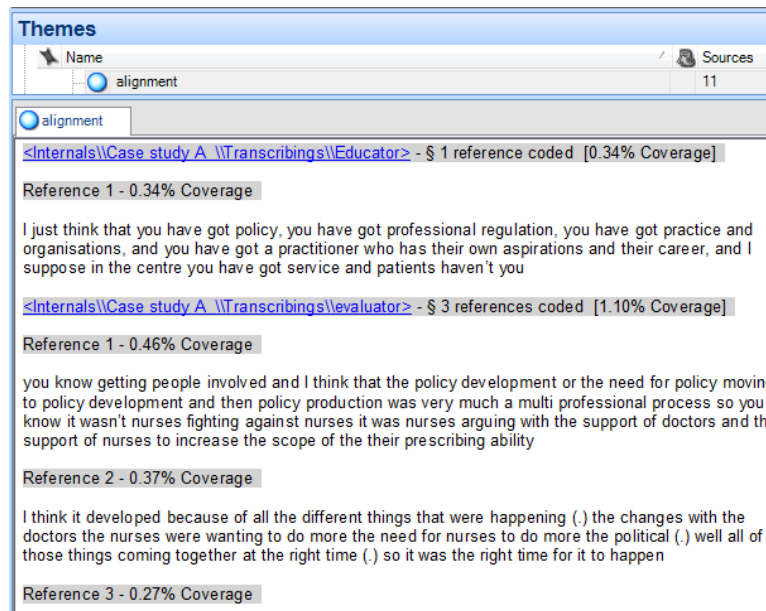 Themes
Name Sources
alignment 11
alignment
<Internals\\Case study A \\Transcribings\\Educator> - § 1 reference coded [0.34% Coverage]
Reference 1 - 0.34% Coverage
I just think that you have got policy, you have got professional regulation, you have got practice and
organisations, and you have got a practitioner who has their own aspirations and their career, and I
suppose in the centre you have got service and patients haven't you
<Internals\\Case study A \\Transcribings\\evaluator> - § 3 references coded [1.10% Coverage]
Reference 1 - 0.46% Coverage
you know getting people involved and I think that the policy development or the need for policy movin
to policy development and then policy production was very much a multi professional process so you
know it wasn't nurses fighting against nurses it was nurses arguing with the support of doctors and th
support of nurses to increase the scope of the their prescribing ability
Reference 2 - 0.37% Coverage
I think it developed because of all the different things that were happening (.) the changes with the
doctors the nurses were wanting to do more the need for nurses to do more the political (.) well all of
those things coming together at the right time (.) so it was the right time for it to happen
Reference 3 - 0.27% Coverage